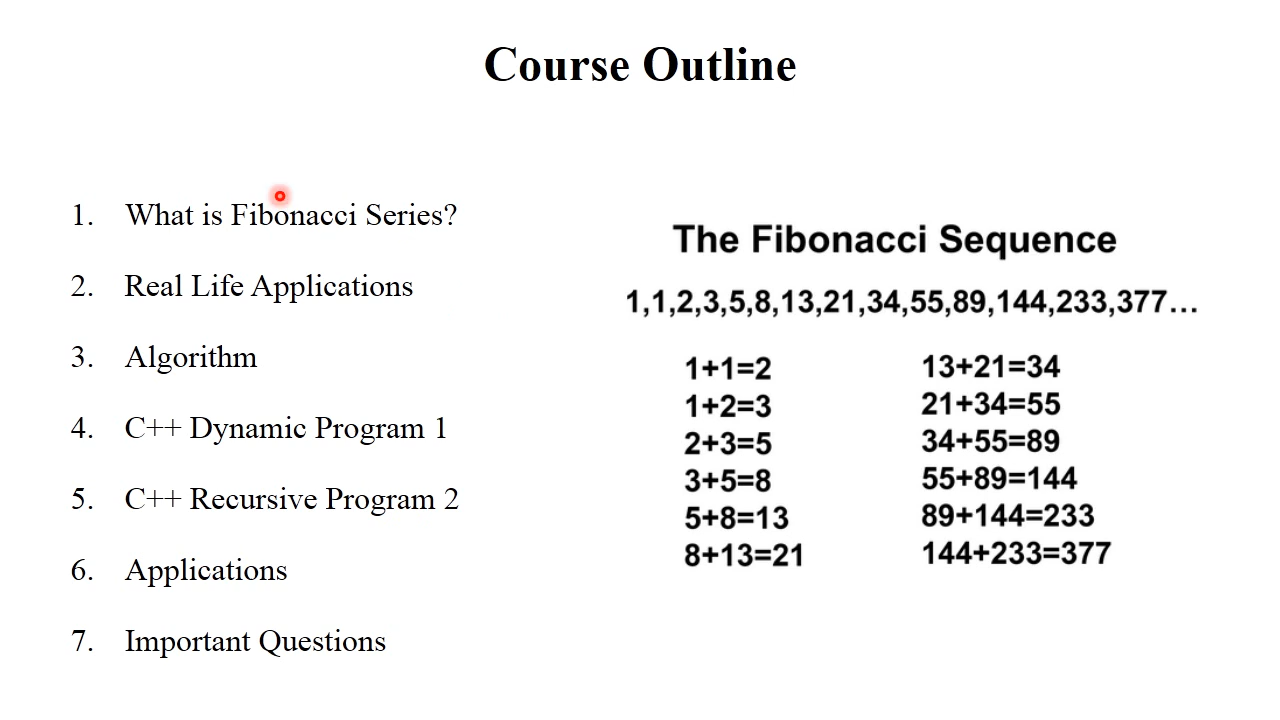 Course Outline
1. What is Fibonacci Series?
2. Real Life Applications
3. Algorithm
4. C++ Dynamic Program 1
5. C++ Recursive Program 2
6. Applications
7. Important Questions
The Fibonacci Sequence
1,1,2,3,5,8,13,21,34,55,89,144,233,377...
1+1=2
1+2=3
2+3=5
3+5=8
5+8=13
8+13=21
13+21=34
21+34=55
34+55=89
55+89=144
89+144=233
144+233=377